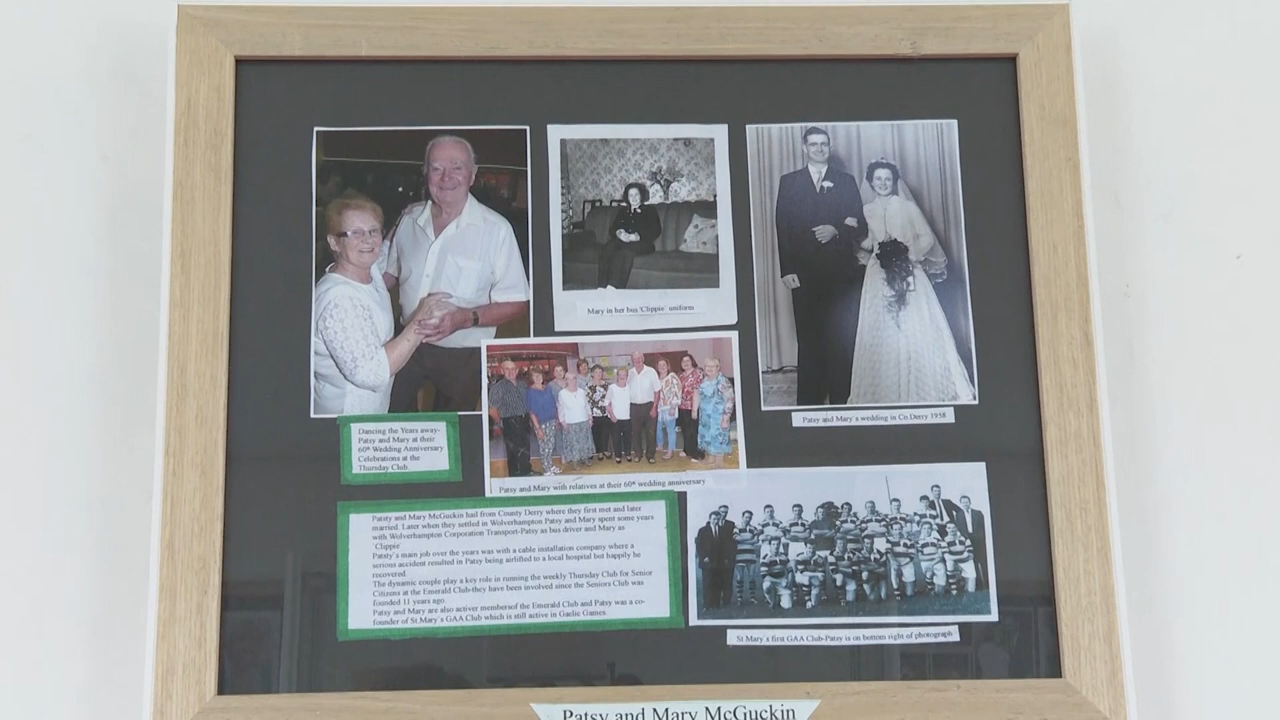 Mary in her bus 'Clippie' uniform
Patsy and Mary's wedding in Co.Derry 1958
Dancing the Years away-
Patsy and Mary at their
60th Wedding Anniversary
Celebrations at the
Thursday Club.
Patsy and Mary with relatives at their 60th wedding anniversary
Patsty and Mary McGuckin hail from County Derry where they first met and later
married. Later when they settled in Wolverhampton Patsy and Mary spent some years
with Wolverhampton Corporation Transport-Patsy as bus driver and Mary as
'Clippie'
Patsty's main job over the years was with a cable installation company where a
serious accident resulted in Patsy being airlifted to a local hospital but happily he
recovered.
The dynamic couple play a key role in running the weekly Thursday Club for Senior
Citizens at the Emerald Club-they have been involved since the Seniors Club was
founded 11 years ago.
Patsy and Mary are also activer membersof the Emerald Club and Patsy was a co-
founder of St.Mary's GAA Club which is still active in Gaelic Games.
St Mary's first GAA Club-Patsy is on bottom right of photograph
Patsy and Mary McGuckin